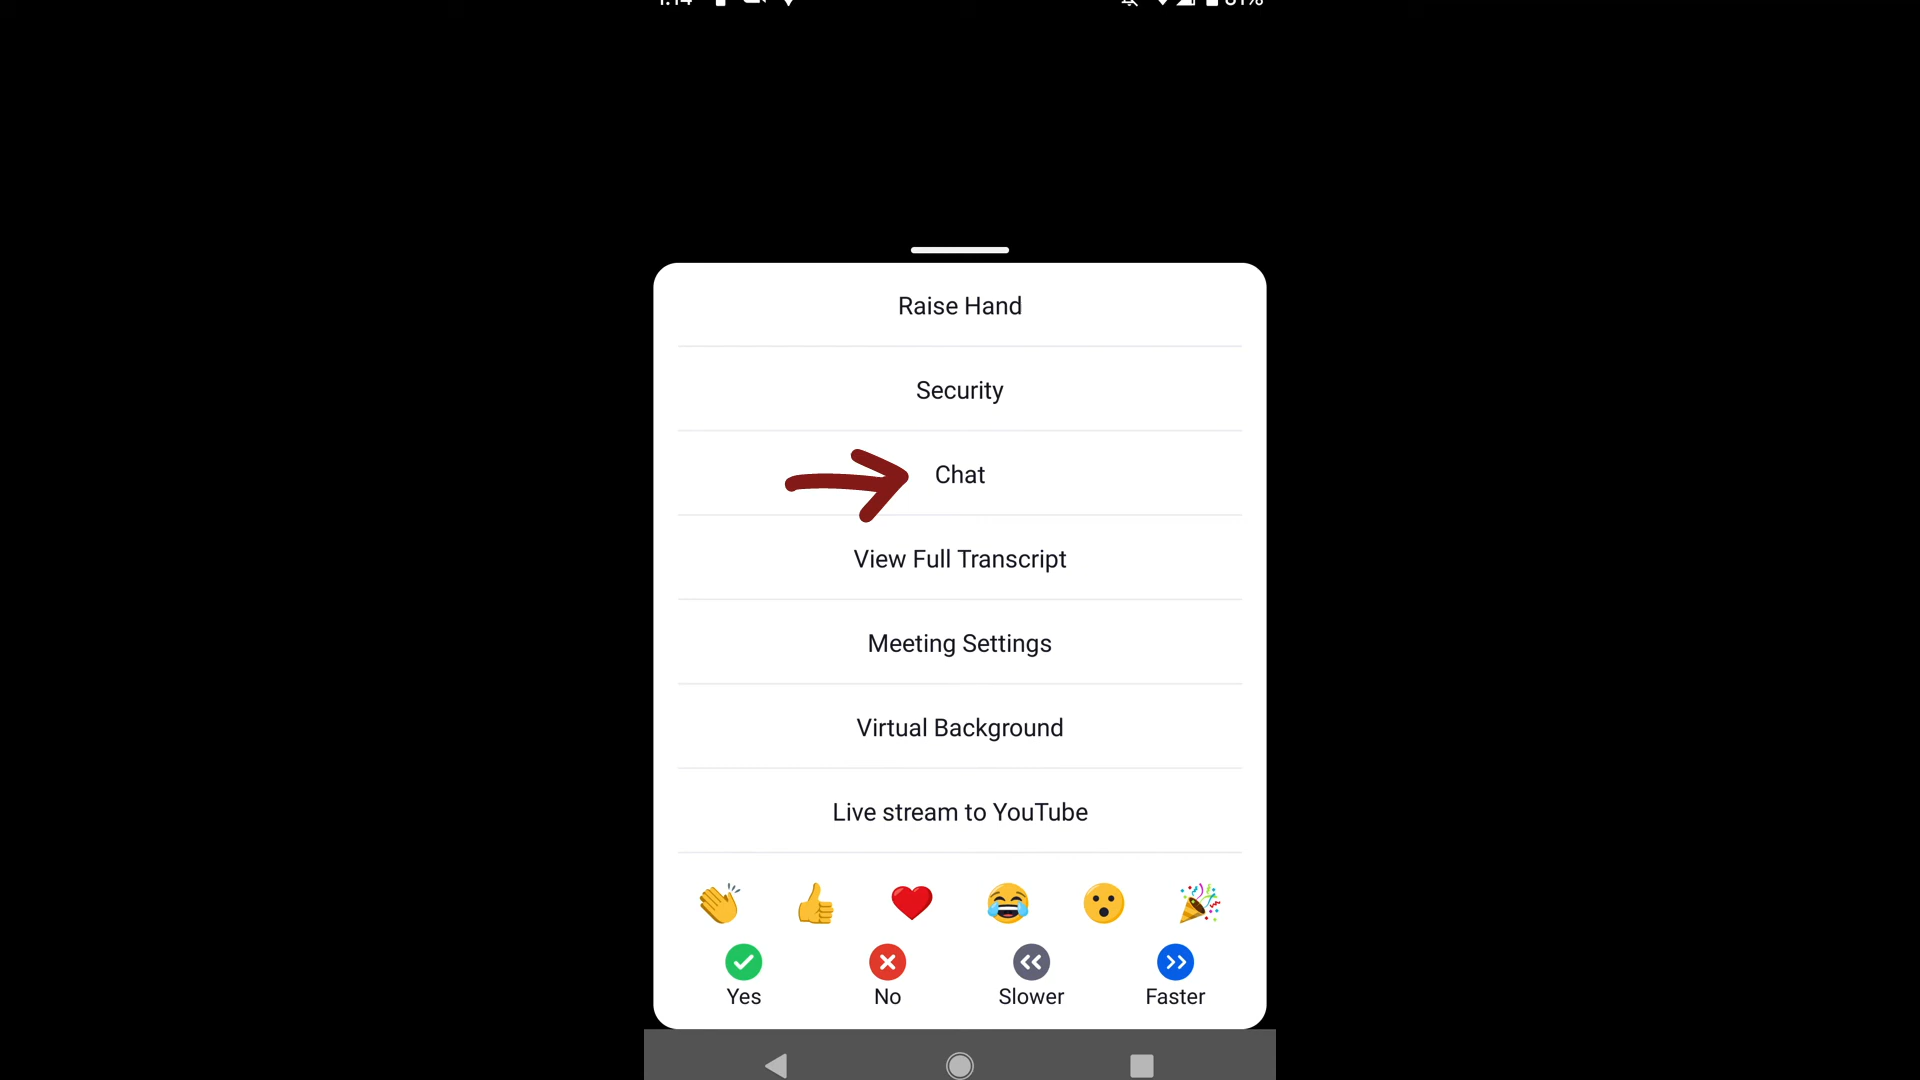 Raise Hand
Security
Chat
View Full Transcript
Meeting Settings
Virtual Background
Live stream to YouTube
Yes No Slower Faster